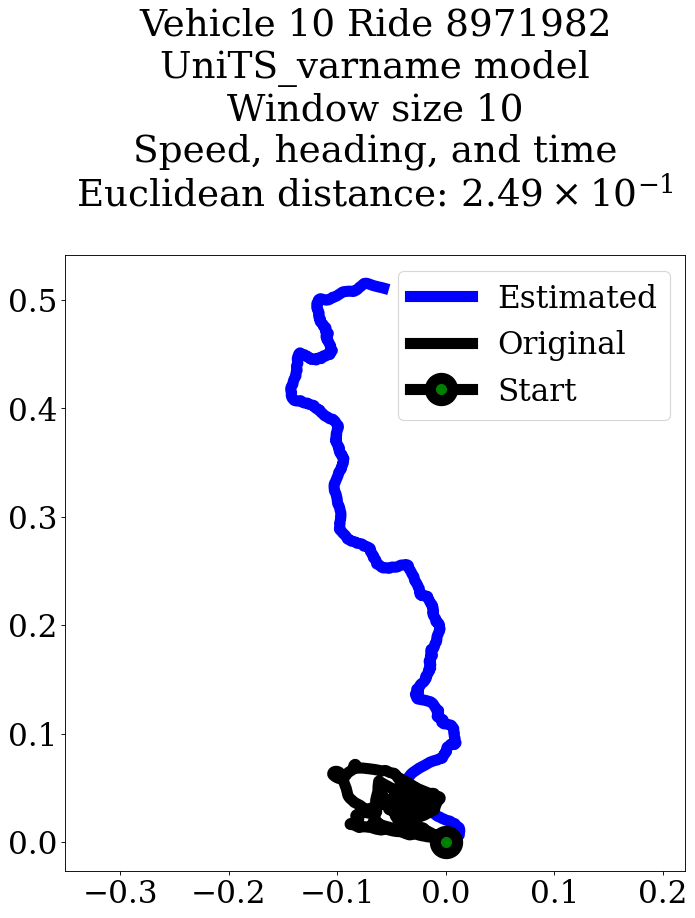 Vehicle 10 Ride 8971982
UniTS_varname model
Window size 10
Speed, heading, and time
Euclidean distance: 2.49 × 10⁻¹
Estimated
Original
Start
0.5
0.4
0.3
0.2
0.1
0.0
−0.3 −0.2 −0.1 0.0 0.1 0.2